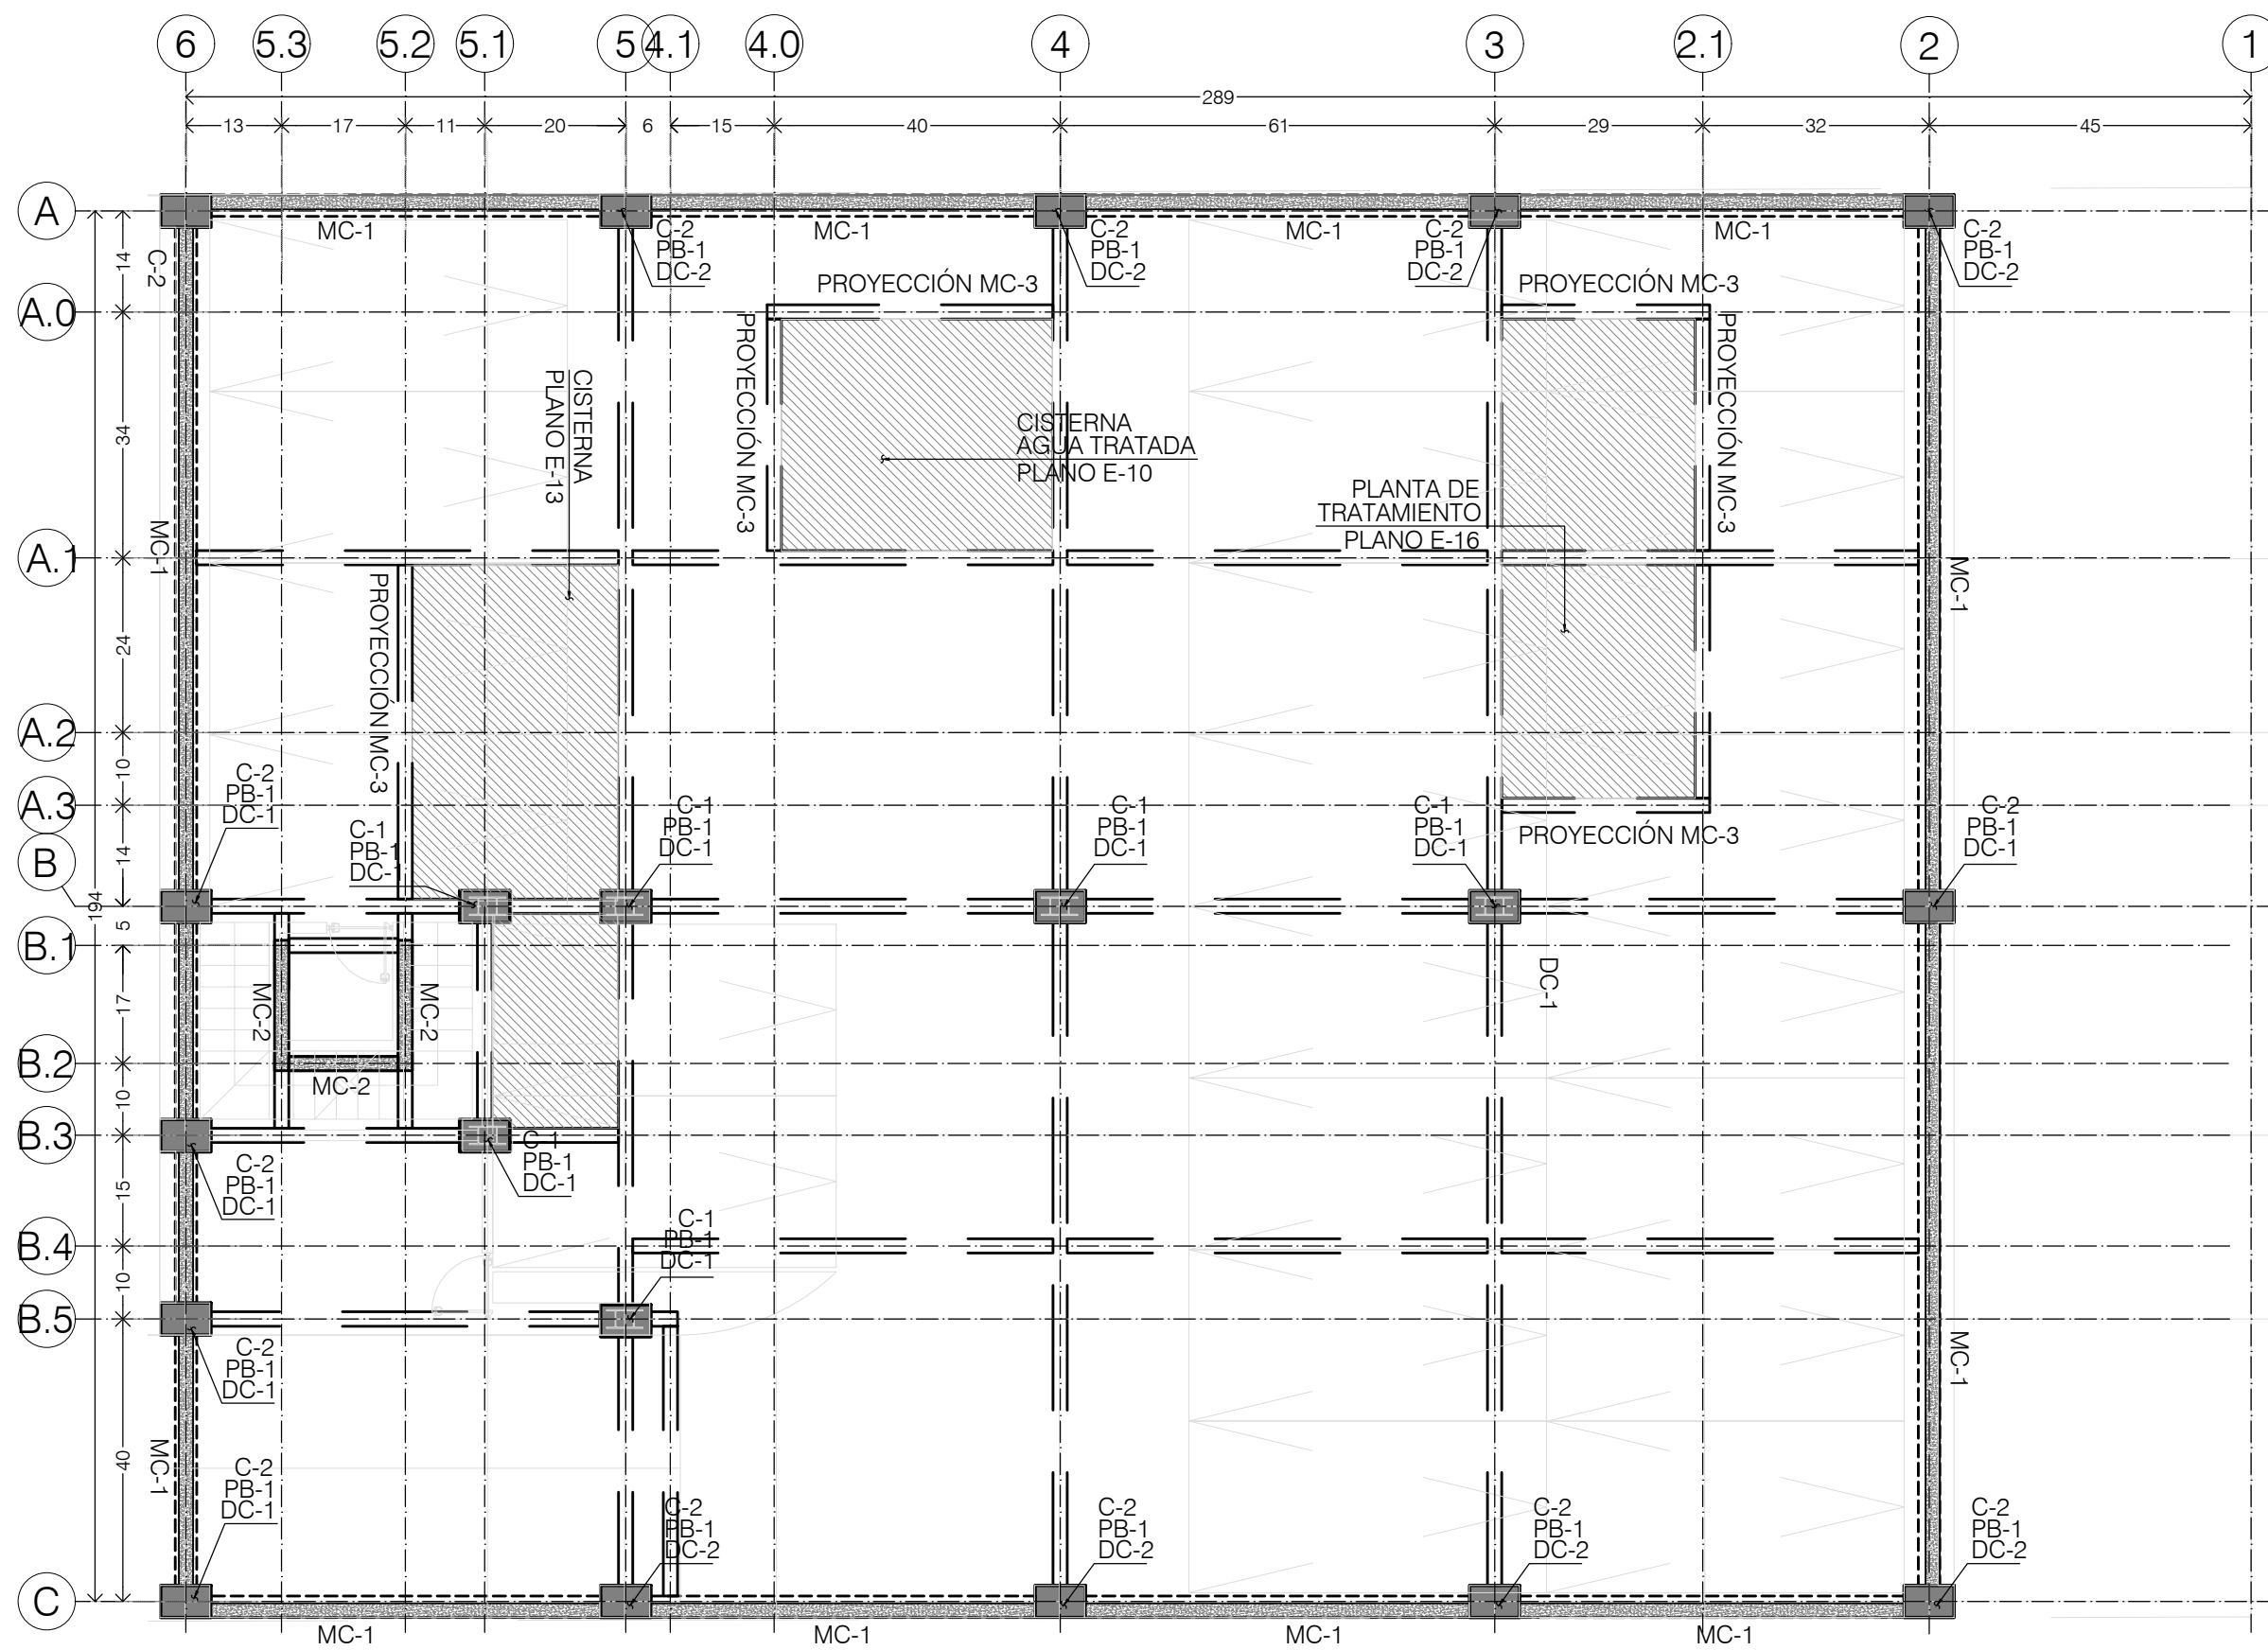 6 5.3 5.2 5.1 5 4.1 4.0 4 3 2.1 2 1
289
13 17 11 20 6 15 40 61 29 32 45
A
MC-1
MC-1
MC-1
MC-1
C-2
C-2
PB-1
DC-2
C-2
PB-1
DC-2
C-2
PB-1
DC-2
C-2
PB-1
DC-2
14
A.0
PROYECCIÓN MC-3
PROYECCIÓN MC-3
PROYECCIÓN MC-3
PROYECCIÓN MC-3
34
CISTERNA
PLANO E-13
CISTERNA
AGUA TRATADA
PLANO E-10
PLANTA DE
TRATAMIENTO
PLANO E-16
MC-1
A.1
MC-1
PROYECCIÓN MC-3
24
A.2
10
A.3
C-2
PB-1
DC-1
C-1
PB-1
DC-1
C-1
PB-1
DC-1
C-1
PB-1
DC-1
C-1
PB-1
DC-1
C-2
PB-1
DC-1
PROYECCIÓN MC-3
14
B
194
5
B.1
MC-2
MC-2
DC-1
17
B.2
MC-2
10
B.3
C-2
PB-1
DC-1
C-1
PB-1
DC-1
15
C-1
PB-1
DC-1
B.4
10
B.5
C-2
PB-1
DC-1
MC-1
40
MC-1
C-2
PB-1
DC-1
C-2
PB-1
DC-2
C-2
PB-1
DC-2
C-2
PB-1
DC-2
C-2
PB-1
DC-2
C
MC-1
MC-1
MC-1
MC-1